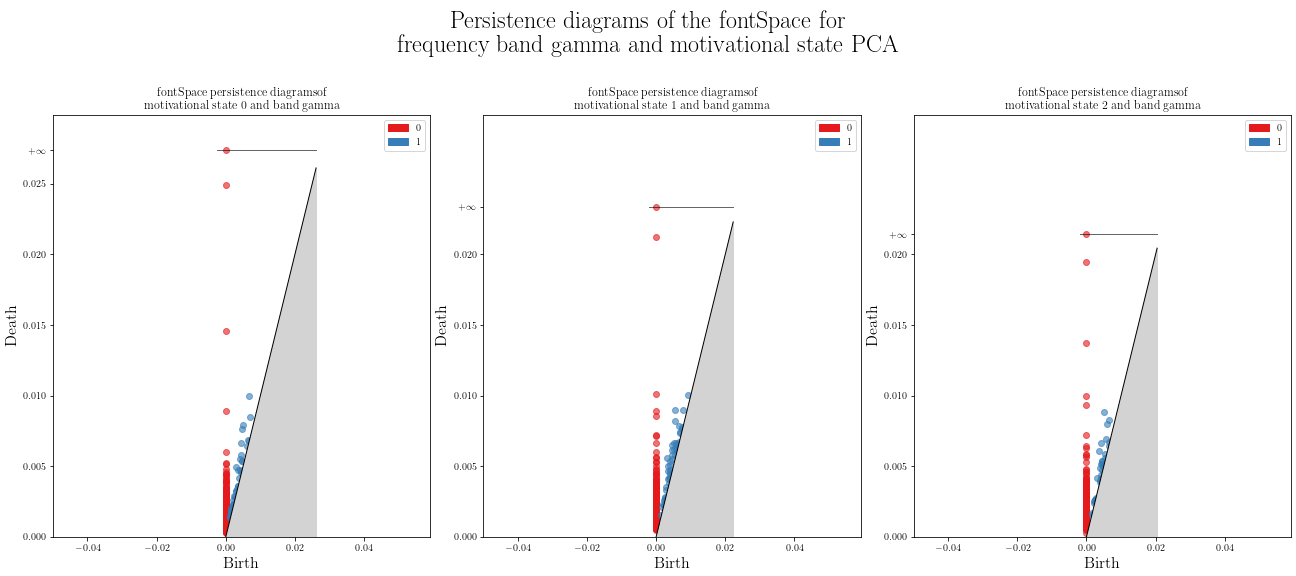 Persistence diagrams of the fontSpace for
frequency band gamma and motivational state PCA
fontSpace persistence diagramsof
motivational state 0 and band gamma
0
1
+∞
0.025
0.020
0.015
0.010
0.005
0.000
Death
−0.04
−0.02
0.00
0.02
0.04
Birth
fontSpace persistence diagramsof
motivational state 1 and band gamma
0
1
+∞
0.020
0.015
0.010
0.005
0.000
Death
−0.04
−0.02
0.00
0.02
0.04
Birth
fontSpace persistence diagramsof
motivational state 2 and band gamma
0
1
+∞
0.020
0.015
0.010
0.005
0.000
Death
−0.04
−0.02
0.00
0.02
0.04
Birth